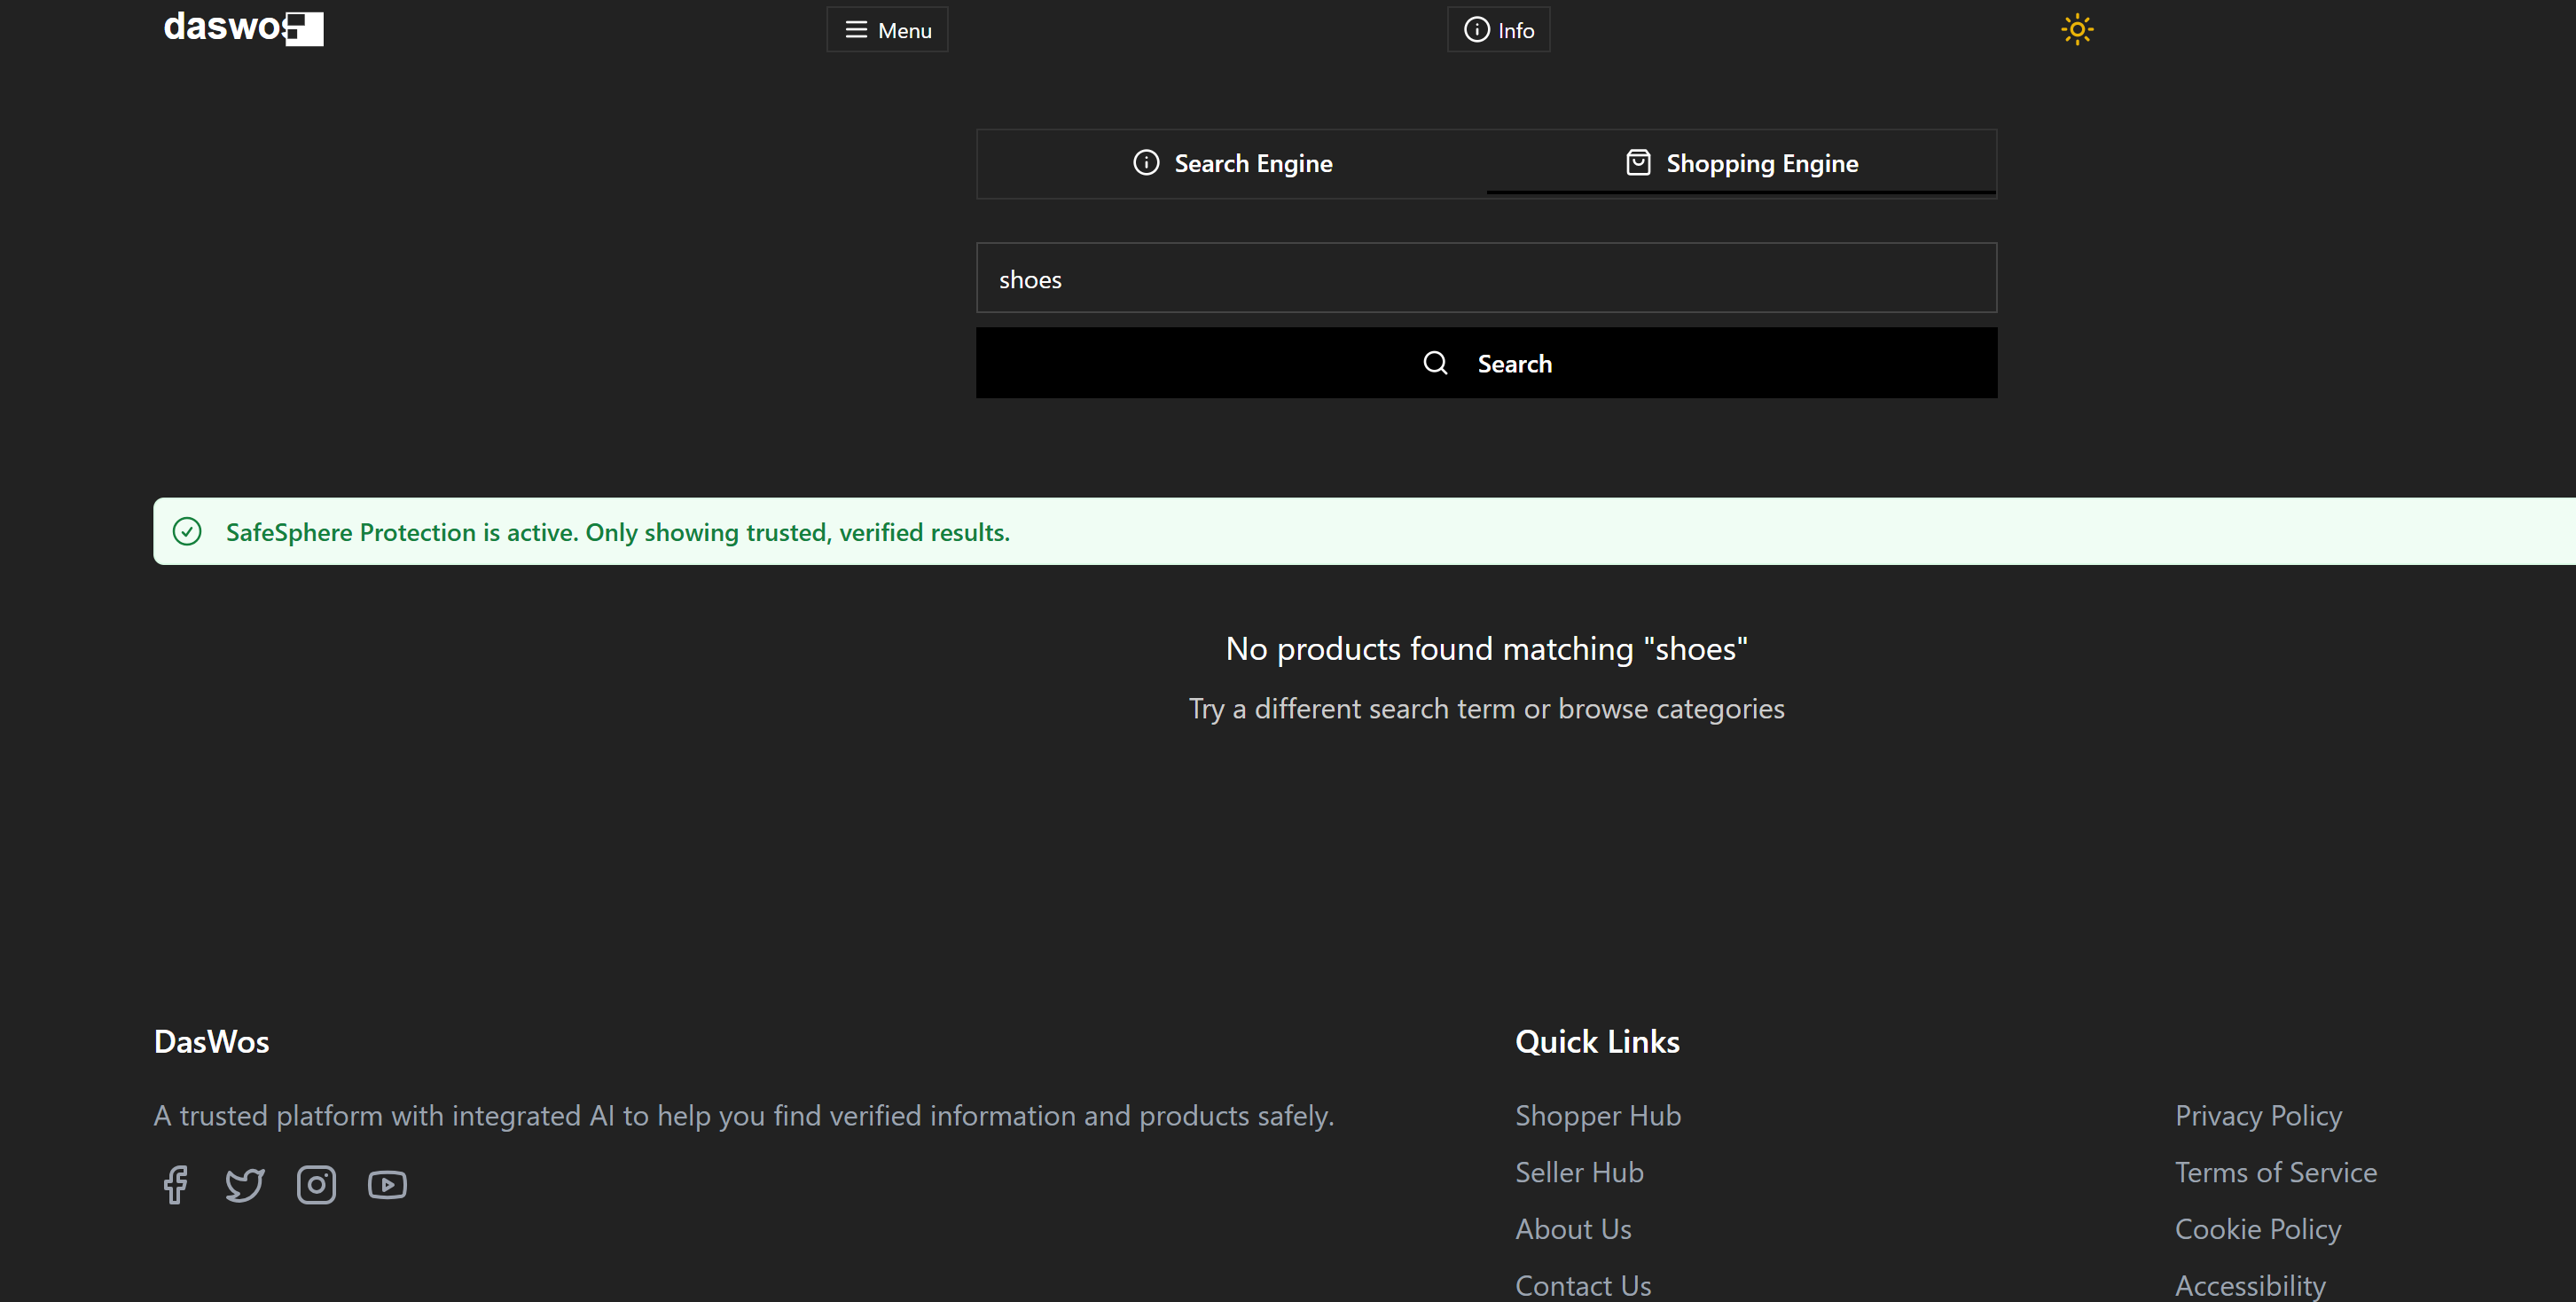 daswos
Menu
Info
Search Engine
Shopping Engine
shoes
Search
SafeSphere Protection is active. Only showing trusted, verified results.
No products found matching "shoes"
Try a different search term or browse categories
DasWos
A trusted platform with integrated AI to help you find verified information and products safely.
Quick Links
Shopper Hub
Seller Hub
About Us
Contact Us
Privacy Policy
Terms of Service
Cookie Policy
Accessibility